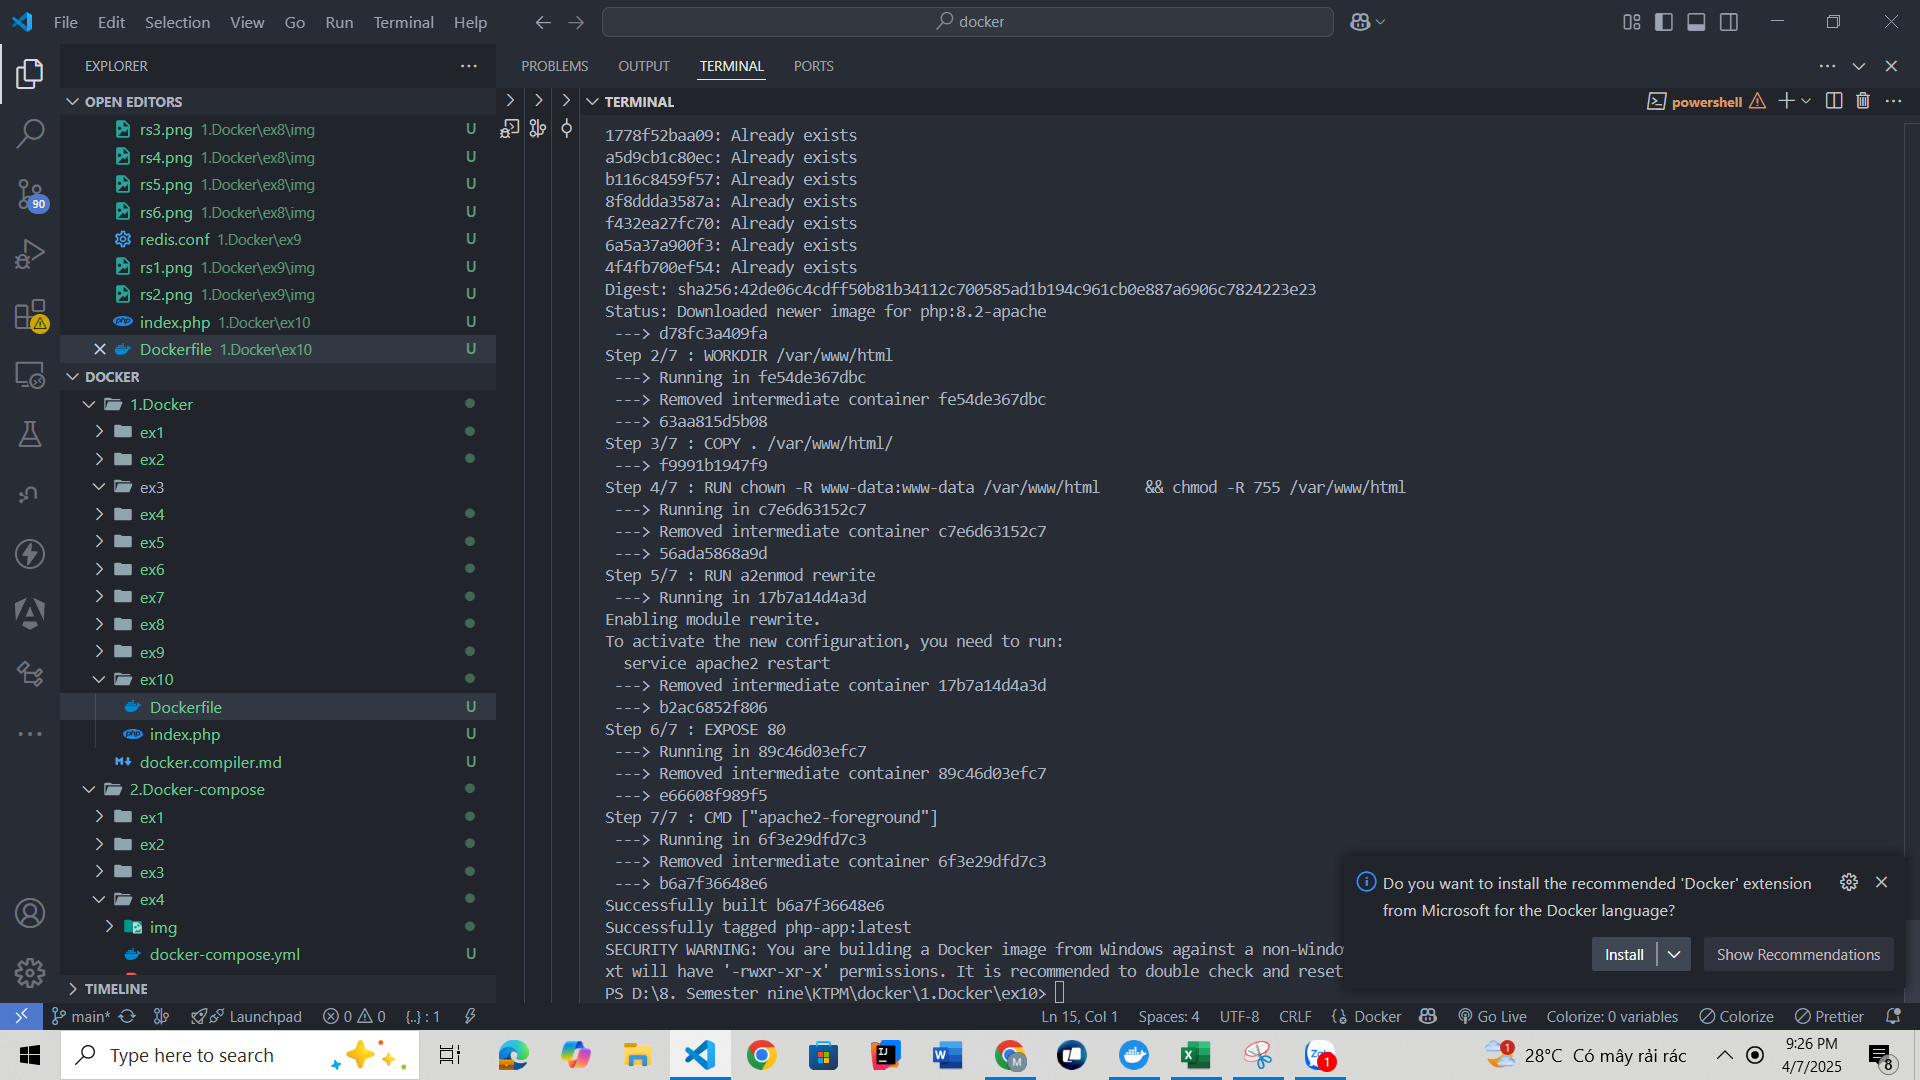 File Edit Selection View Go Run Terminal Help
docker
EXPLORER
OPEN EDITORS
rs3.png 1.Docker\ex8\img U
rs4.png 1.Docker\ex8\img U
rs5.png 1.Docker\ex8\img U
rs6.png 1.Docker\ex8\img U
redis.conf 1.Docker\ex9 U
rs1.png 1.Docker\ex9\img U
rs2.png 1.Docker\ex9\img U
index.php 1.Docker\ex10 U
Dockerfile 1.Docker\ex10 U
DOCKER
1.Docker
ex1
ex2
ex3
ex4
ex5
ex6
ex7
ex8
ex9
ex10
Dockerfile U
index.php U
docker.compiler.md U
2.Docker-compose
ex1
ex2
ex3
ex4
img
docker-compose.yml U
TIMELINE
90
PROBLEMS OUTPUT TERMINAL PORTS
TERMINAL
powershell
1778f52baa09: Already exists
a5d9cb1c80ec: Already exists
b116c8459f57: Already exists
8f8ddda3587a: Already exists
f432ea27fc70: Already exists
6a5a37a900f3: Already exists
4f4fb700ef54: Already exists
Digest: sha256:42de06c4cdff50b81b34112c700585ad1b194c961cb0e887a6906c7824223e23
Status: Downloaded newer image for php:8.2-apache
---> d78fc3a409fa
Step 2/7 : WORKDIR /var/www/html
---> Running in fe54de367dbc
---> Removed intermediate container fe54de367dbc
---> 63aa815d5b08
Step 3/7 : COPY . /var/www/html/
---> f9991b1947f9
Step 4/7 : RUN chown -R www-data:www-data /var/www/html     && chmod -R 755 /var/www/html
---> Running in c7e6d63152c7
---> Removed intermediate container c7e6d63152c7
---> 56ada5868a9d
Step 5/7 : RUN a2enmod rewrite
---> Running in 17b7a14d4a3d
Enabling module rewrite.
To activate the new configuration, you need to run:
service apache2 restart
---> Removed intermediate container 17b7a14d4a3d
---> b2ac6852f806
Step 6/7 : EXPOSE 80
---> Running in 89c46d03efc7
---> Removed intermediate container 89c46d03efc7
---> e66608f989f5
Step 7/7 : CMD ["apache2-foreground"]
---> Running in 6f3e29dfd7c3
---> Removed intermediate container 6f3e29dfd7c3
---> b6a7f36648e6
Successfully built b6a7f36648e6
Successfully tagged php-app:latest
SECURITY WARNING: You are building a Docker image from Windows against a non-Windo
xt will have '-rwxr-xr-x' permissions. It is recommended to double check and reset
PS D:\8. Semester nine\KTPM\docker\1.Docker\ex10>
Do you want to install the recommended 'Docker' extension
from Microsoft for the Docker language?
Install Show Recommendations
main* Launchpad 0 0 {..} : 1 Ln 15, Col 1 Spaces: 4 UTF-8 CRLF {} Docker Go Live Colorize: 0 variables Colorize Prettier
Type here to search
1 28°C Có mây rải rác
9:26 PM
4/7/2025
8